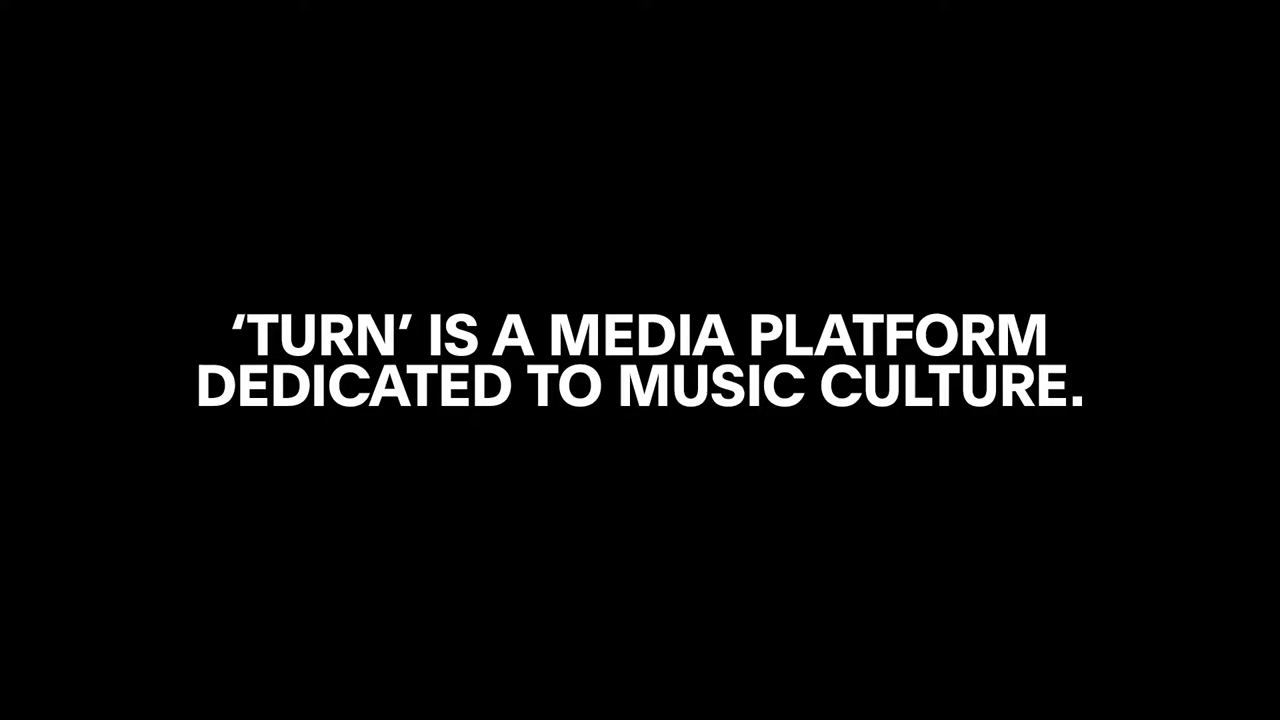 ‘TURN’ IS A MEDIA PLATFORM
DEDICATED TO MUSIC CULTURE.